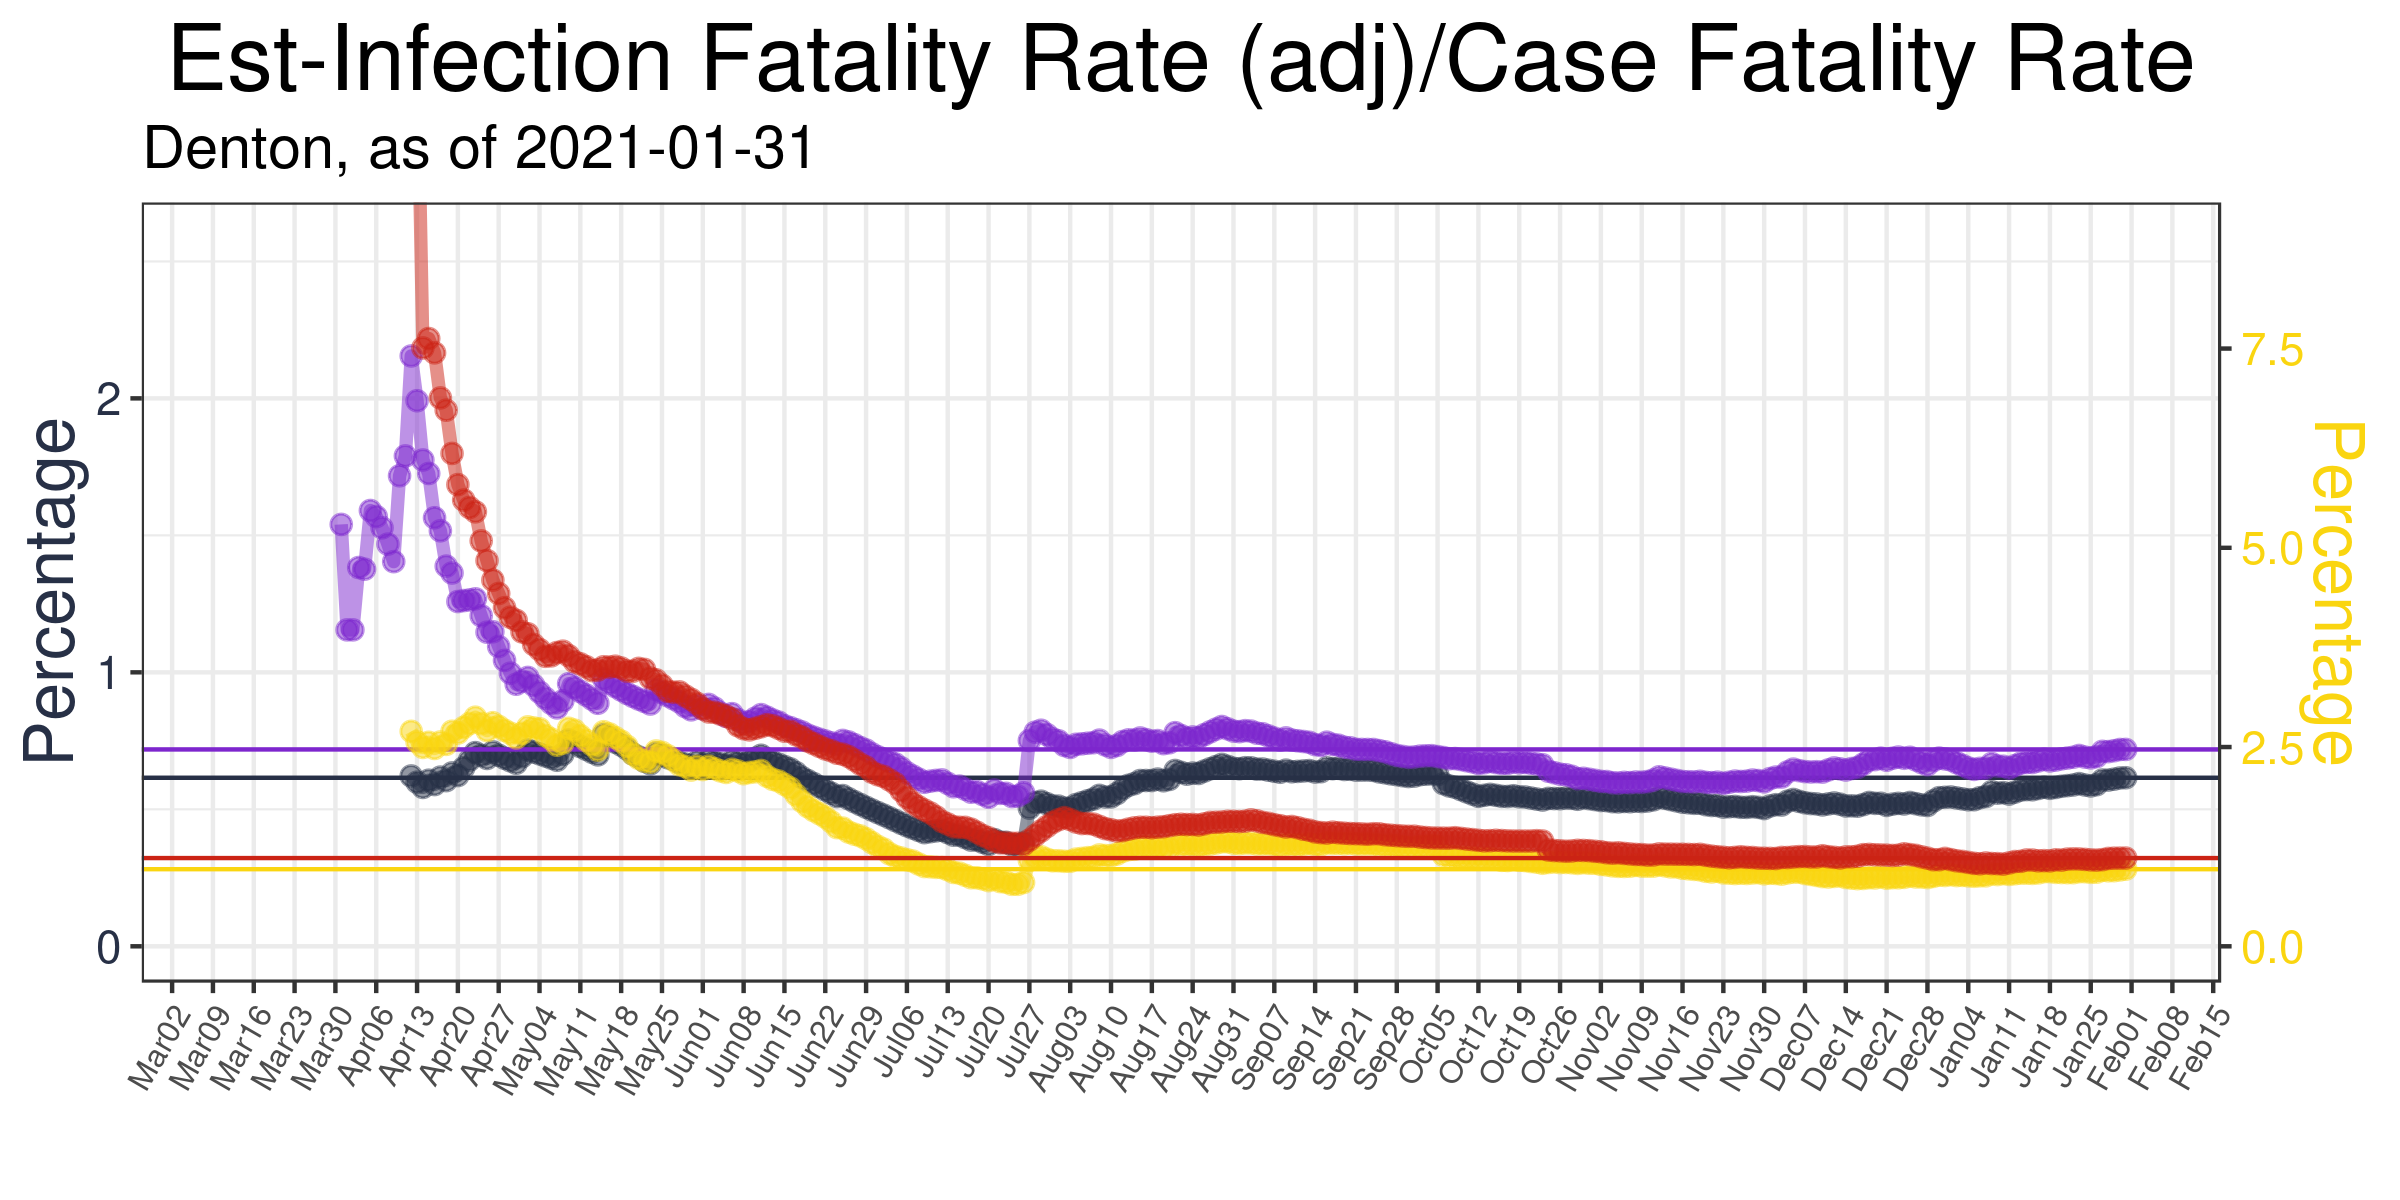 Est-Infection Fatality Rate (adj)/Case Fatality Rate
Denton, as of 2021-01-31
Percentage
2
1
0
7.5
5.0
2.5
0.0
Percentage
Mar02
Mar09
Mar16
Mar23
Mar30
Apr06
Apr13
Apr20
Apr27
May04
May11
May18
May25
Jun01
Jun08
Jun15
Jun22
Jun29
Jul06
Jul13
Jul20
Jul27
Aug03
Aug10
Aug17
Aug24
Aug31
Sep07
Sep14
Sep21
Sep28
Oct05
Oct12
Oct19
Oct26
Nov02
Nov09
Nov16
Nov23
Nov30
Dec07
Dec14
Dec21
Dec28
Jan04
Jan11
Jan18
Jan25
Feb01
Feb08
Feb15